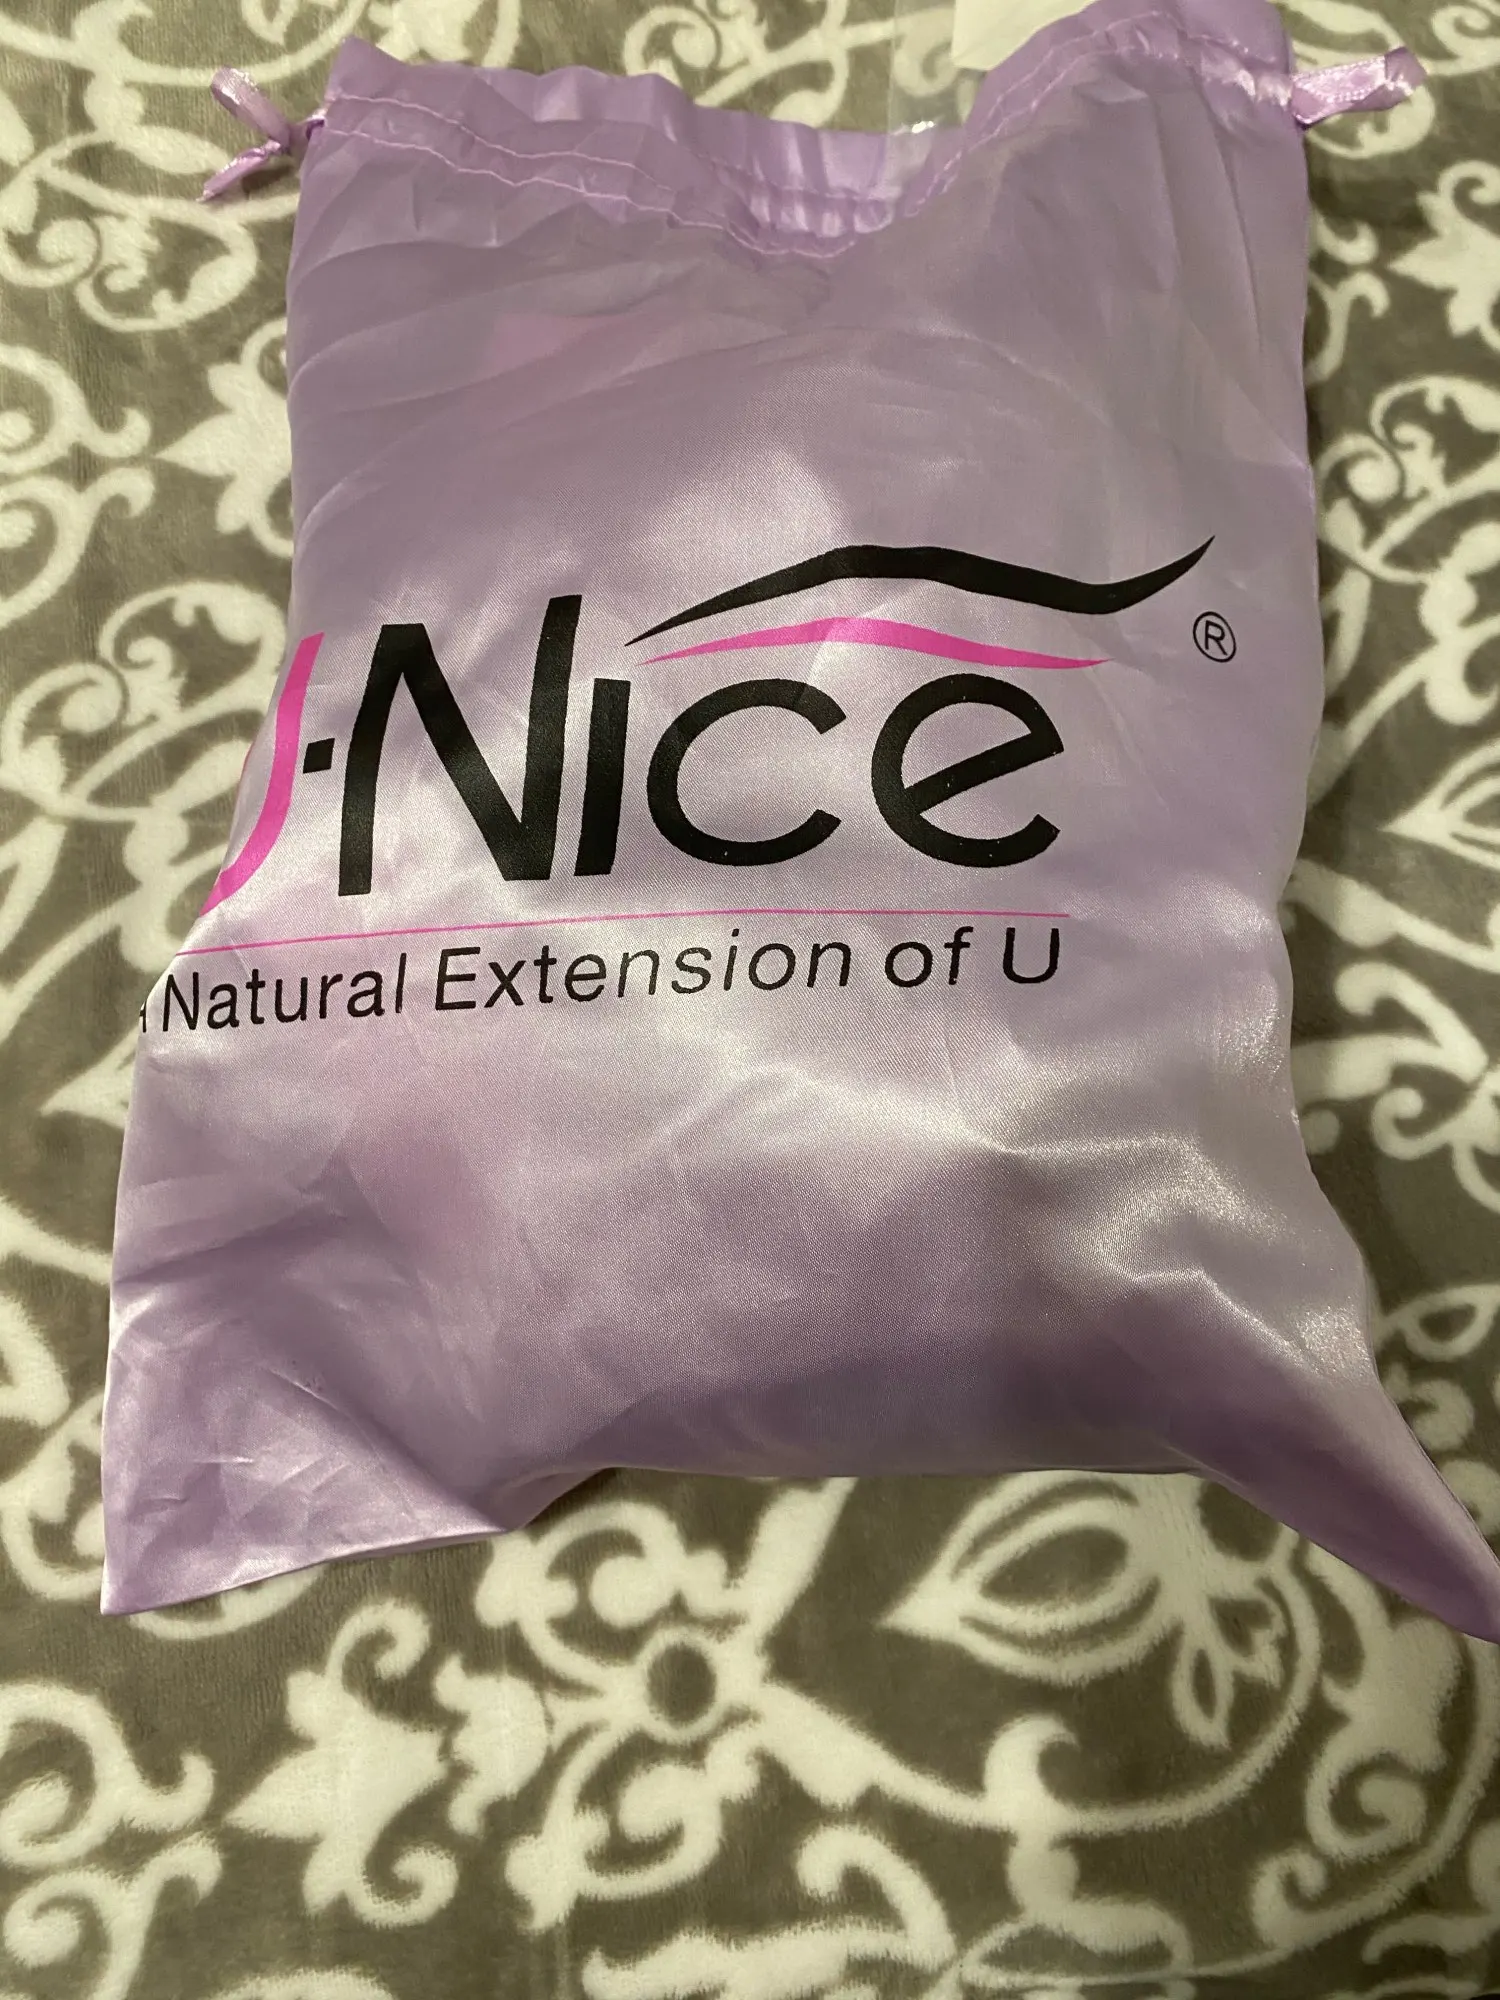 U-Nice ®
A Natural Extension of U